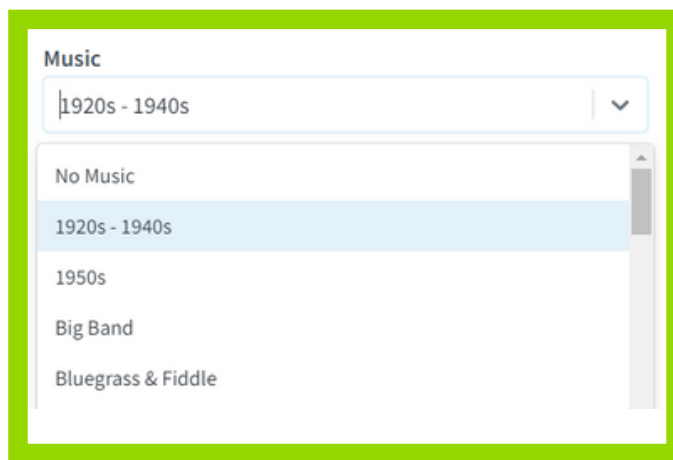 Music
1920s - 1940s
No Music
1920s - 1940s
1950s
Big Band
Bluegrass & Fiddle